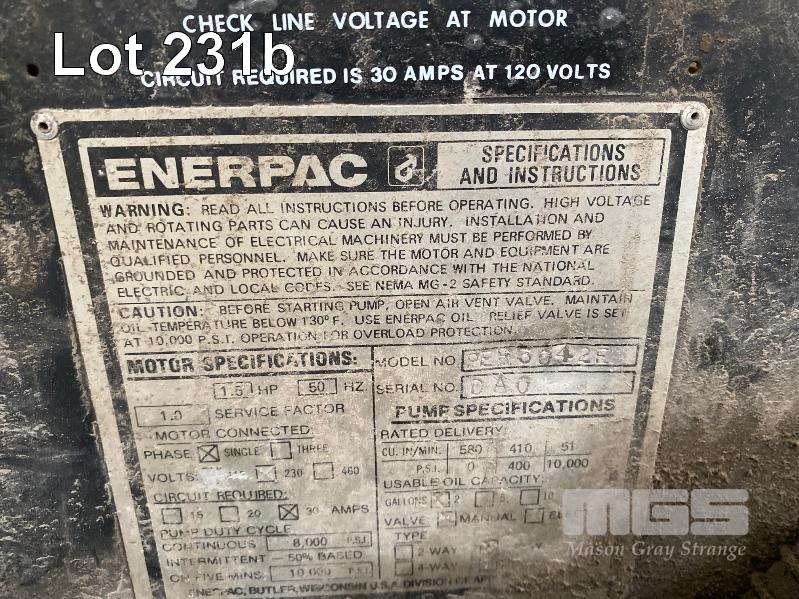 CHECK LINE VOLTAGE AT MOTOR
Lot 231b
CIRCUIT REQUIRED IS 30 AMPS AT 120 VOLTS
ENERPAC
SPECIFICATIONS
AND INSTRUCTIONS
WARNING: READ ALL INSTRUCTIONS BEFORE OPERATING. HIGH VOLTAGE
AND ROTATING PARTS CAN CAUSE AN INJURY. INSTALLATION AND
MAINTENANCE OF ELECTRICAL MACHINERY MUST BE PERFORMED BY
QUALIFIED PERSONNEL. MAKE SURE THE MOTOR AND EQUIPMENT ARE
GROUNDED AND PROTECTED IN ACCORDANCE WITH THE NATIONAL
ELECTRIC AND LOCAL CODES. SEE NEMA MG-2 SAFETY STANDARD.
CAUTION: BEFORE STARTING PUMP, OPEN AIR VENT VALVE. MAINTAIN
OIL TEMPERATURE BELOW 130°F. USE ENERPAC OIL. RELIEF VALVE IS SET
AT 10,000 P.S.I. OPERATION FOR OVERLOAD PROTECTION.
MOTOR SPECIFICATIONS:
1.5 HP 50 HZ
1.0 SERVICE FACTOR
MOTOR CONNECTED:
PHASE SINGLE THREE
VOLTS: 230 460
CIRCUIT REQUIRED:
15 20 30 AMPS
PUMP DUTY CYCLE
CONTINUOUS 8,000 P.S.I.
INTERMITTENT - 50% BASED
ON FIVE MINS. 10,000 P.S.I.
MODEL NO.
SERIAL NO. DAO
PUMP SPECIFICATIONS
RATED DELIVERY
CU. IN/MIN. 580 410 51
P.S.I. 0 400 10,000
USABLE OIL CAPACITY:
GALLONS 2 5 10
VALVE MANUAL
TYPE
2-WAY
4-WAY
ENERPAC, BUTLER, WISCONSIN U.S.A. DIVISION OF
MGS
Mason Gray Strange